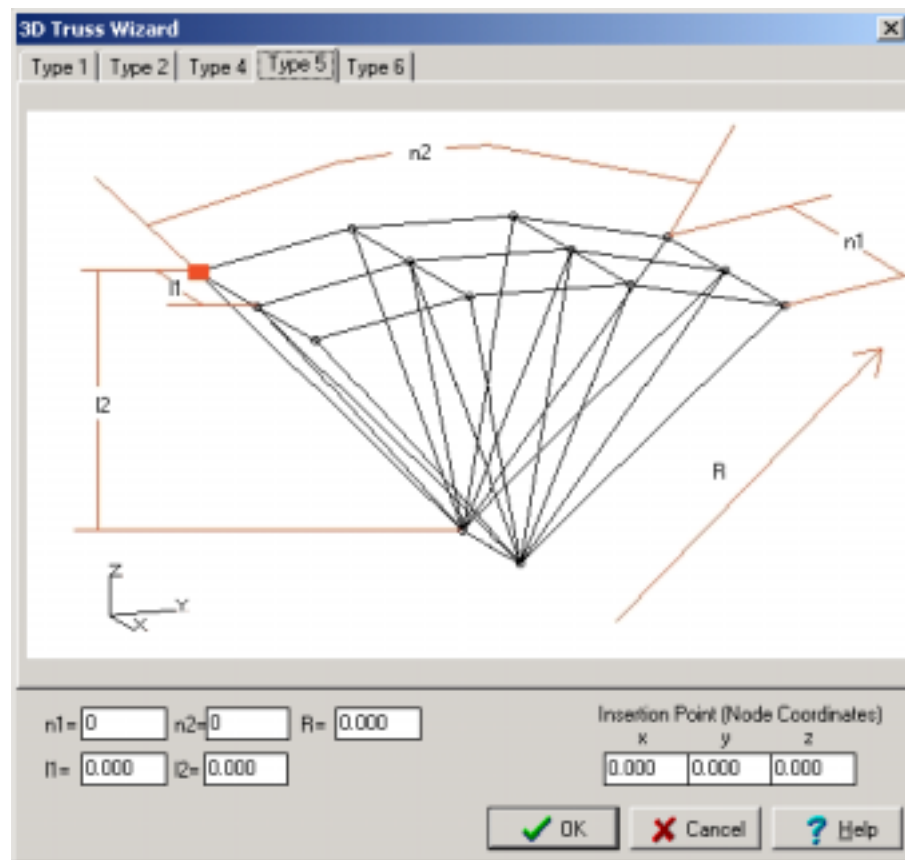 3D Truss Wizard
Type 1 Type 2 Type 4 Type 5 Type 6
n2
n1
l1
l2
R
Z
Y
X
n1= 0 n2= 0 R= 0.000
l1= 0.000 l2= 0.000
Insertion Point (Node Coordinates)
x y z
0.000 0.000 0.000
OK Cancel ? Help